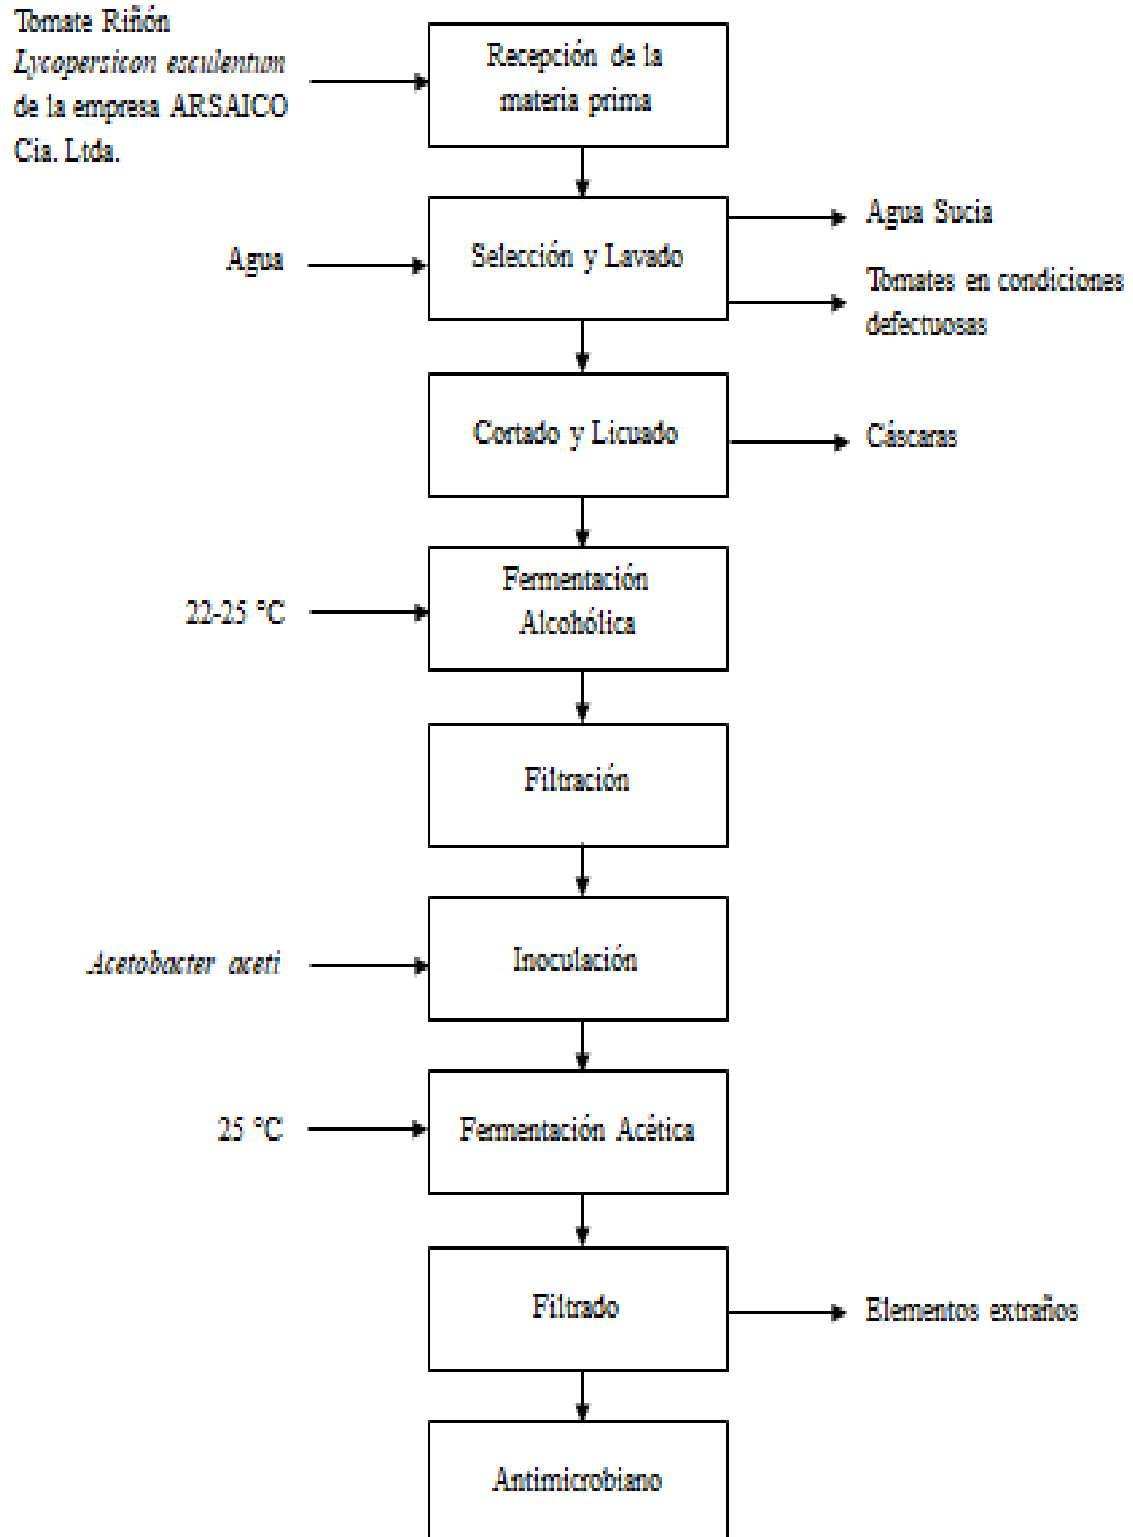 Tomate Riñón
Lycopersicon esculentum
de la empresa ARSAICO
Cia. Ltda.
Recepción de la
materia prima
Agua
Selección y Lavado
Agua Sucia
Tomates en condiciones
defectuosas
Cortado y Licuado
Cáscaras
22-25 °C
Fermentación
Alcohólica
Filtración
Acetobacter aceti
Inoculación
25 °C
Fermentación Acética
Filtrado
Elementos extraños
Antimicrobiano